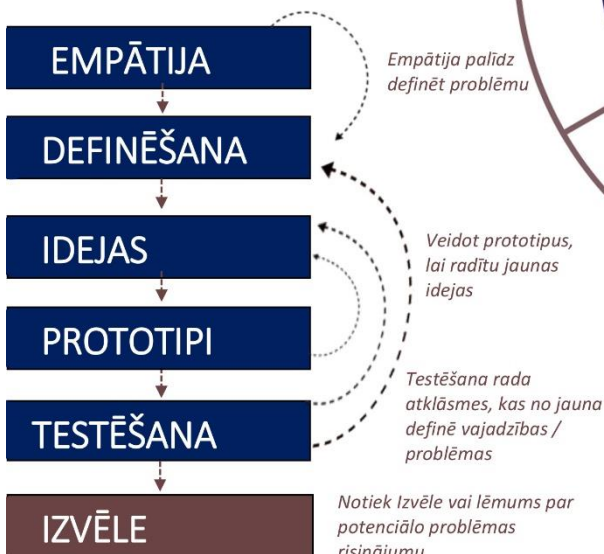 EMPĀTIJA
Empātija palīdz
definēt problēmu
DEFINĒŠANA
IDEJAS
Veidot prototipus,
lai radītu jaunas
idejas
PROTOTIPI
Testēšana rada
atklāsmes, kas no jauna
definē vajadzības /
problēmas
TESTĒŠANA
IZVĒLE
Notiek Izvēle vai lēmums par
potenciālo problēmas
risinājumu